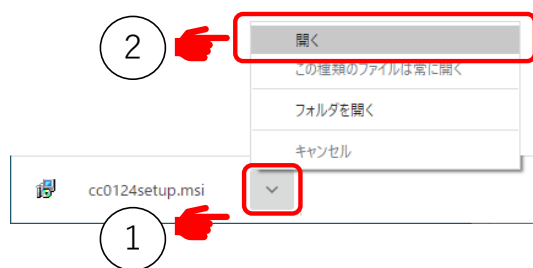 ②
開く
この種類のファイルは常に開く
フォルダを開く
キャンセル
cc0124setup.msi
①